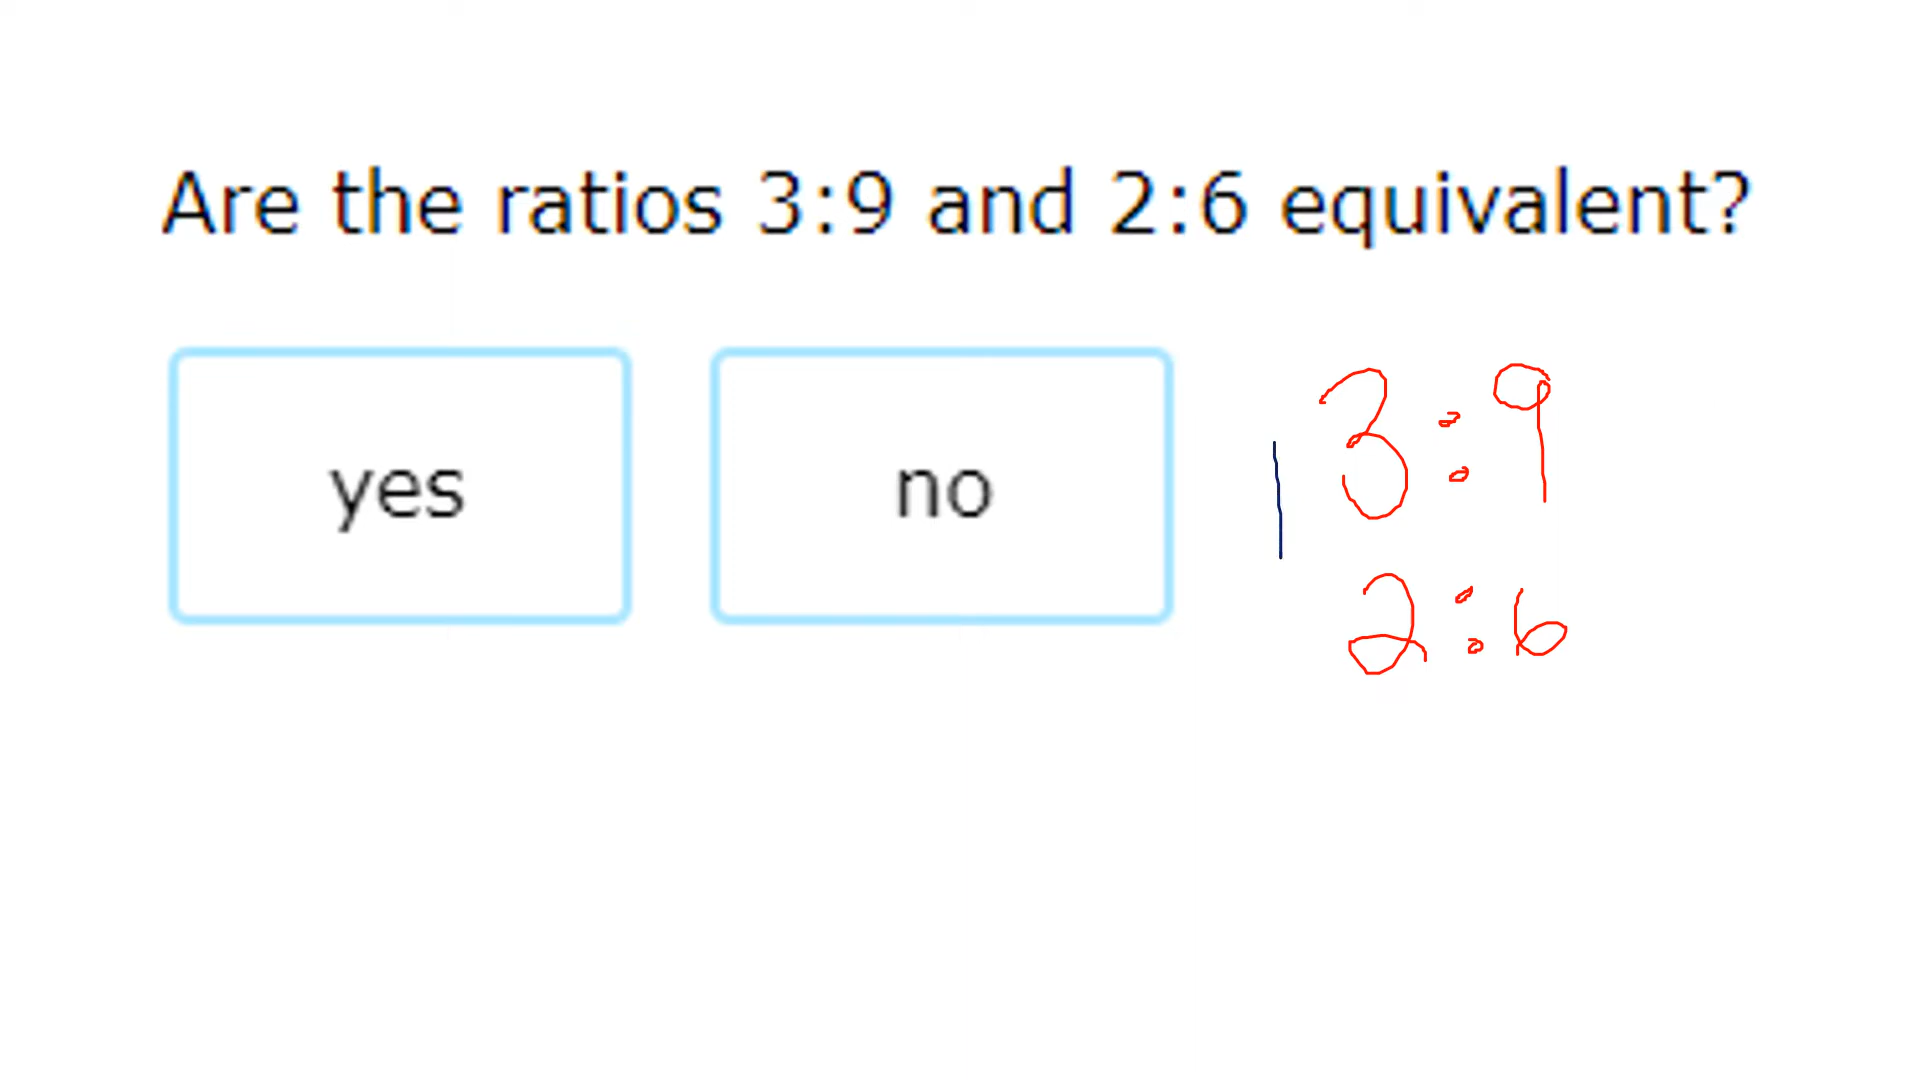 Are the ratios 3:9 and 2:6 equivalent?
yes
no
3:9
2:6